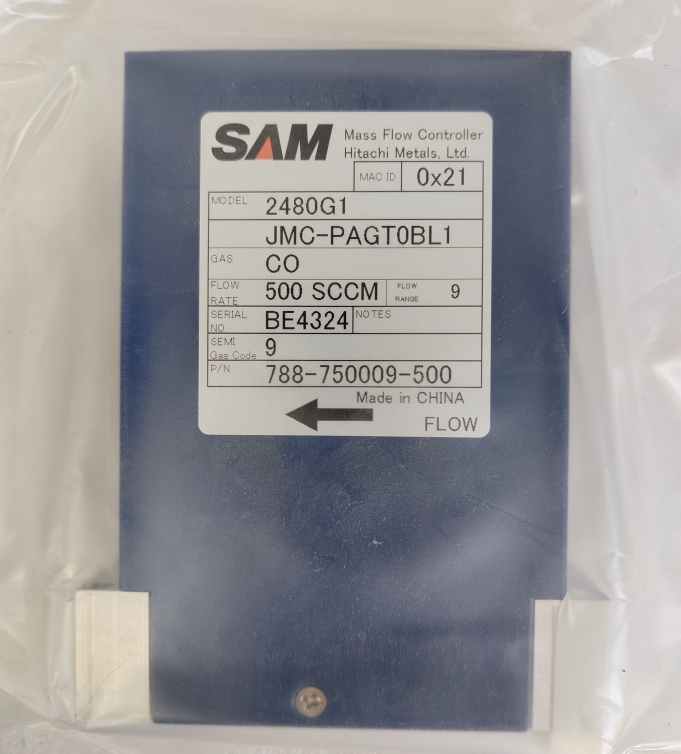 SAM Mass Flow Controller
Hitachi Metals, Ltd.
MAC ID 0x21
MODEL 2480G1
JMC-PAGT0BL1
GAS CO
FLOW RATE 500 SCCM FLOW RANGE 9
SERIAL NO. BE4324 NOTES
SEMI Gas Code 9
P/N 788-750009-500
Made in CHINA
FLOW